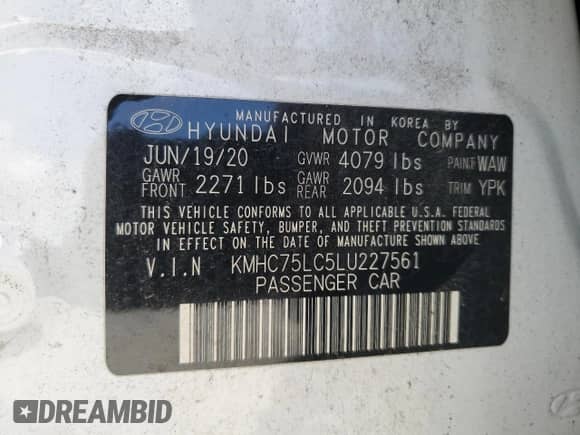 MANUFACTURED IN KOREA BY
HYUNDAI MOTOR COMPANY
JUN/19/20 GVWR 4079 lbs PAINT WAW
GAWR FRONT 2271 lbs GAWR REAR 2094 lbs TRIM YPK
THIS VEHICLE CONFORMS TO ALL APPLICABLE U.S.A. FEDERAL
MOTOR VEHICLE SAFETY, BUMPER, AND THEFT PREVENTION STANDARDS
IN EFFECT ON THE DATE OF MANUFACTURE SHOWN ABOVE.
V.I.N KMHC75LC5LU227561
PASSENGER CAR
DREAMBID